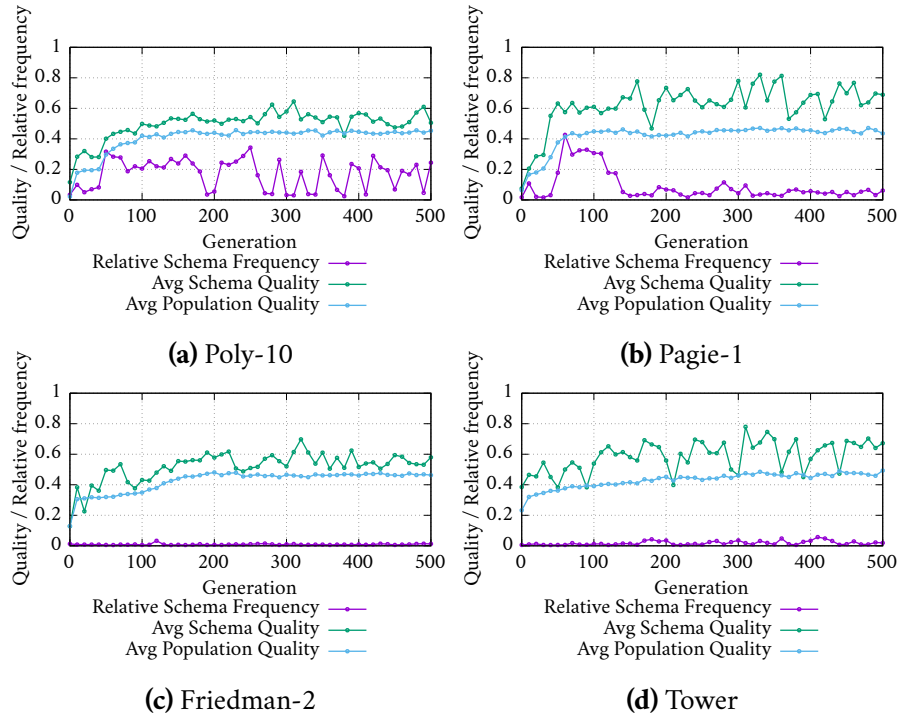 Quality / Relative frequency
1
0.8
0.6
0.4
0.2
0
0 100 200 300 400 500
Generation
Relative Schema Frequency
Avg Schema Quality
Avg Population Quality
(a) Poly-10
Quality / Relative frequency
1
0.8
0.6
0.4
0.2
0
0 100 200 300 400 500
Generation
Relative Schema Frequency
Avg Schema Quality
Avg Population Quality
(b) Pagie-1
Quality / Relative frequency
1
0.8
0.6
0.4
0.2
0
0 100 200 300 400 500
Generation
Relative Schema Frequency
Avg Schema Quality
Avg Population Quality
(c) Friedman-2
Quality / Relative frequency
1
0.8
0.6
0.4
0.2
0
0 100 200 300 400 500
Generation
Relative Schema Frequency
Avg Schema Quality
Avg Population Quality
(d) Tower